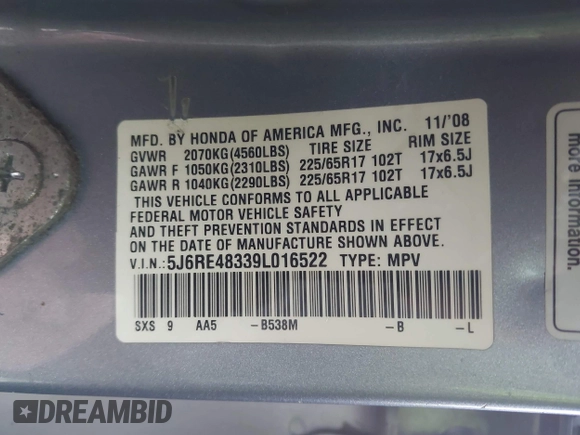 MFD. BY HONDA OF AMERICA MFG., INC. 11/'08
GVWR 2070KG(4560LBS) TIRE SIZE RIM SIZE
GAWR F 1050KG(2310LBS) 225/65R17 102T 17x6.5J
GAWR R 1040KG(2290LBS) 225/65R17 102T 17x6.5J
THIS VEHICLE CONFORMS TO ALL APPLICABLE
FEDERAL MOTOR VEHICLE SAFETY
AND THEFT PREVENTION STANDARDS IN EFFECT
ON THE DATE OF MANUFACTURE SHOWN ABOVE.
V.I.N.: 5J6RE48339L016522 TYPE: MPV
SXS 9 AA5 -B538M -B -L
more in
DREAMBID